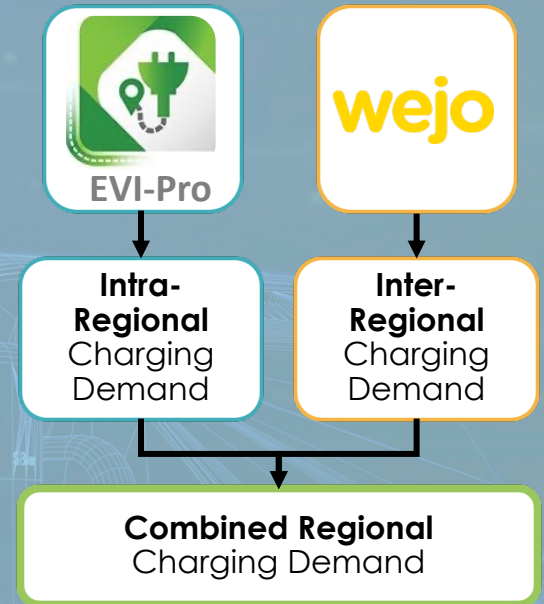 EVI-Pro
wejo
Intra-
Regional
Charging
Demand
Inter-
Regional
Charging
Demand
Combined Regional
Charging Demand